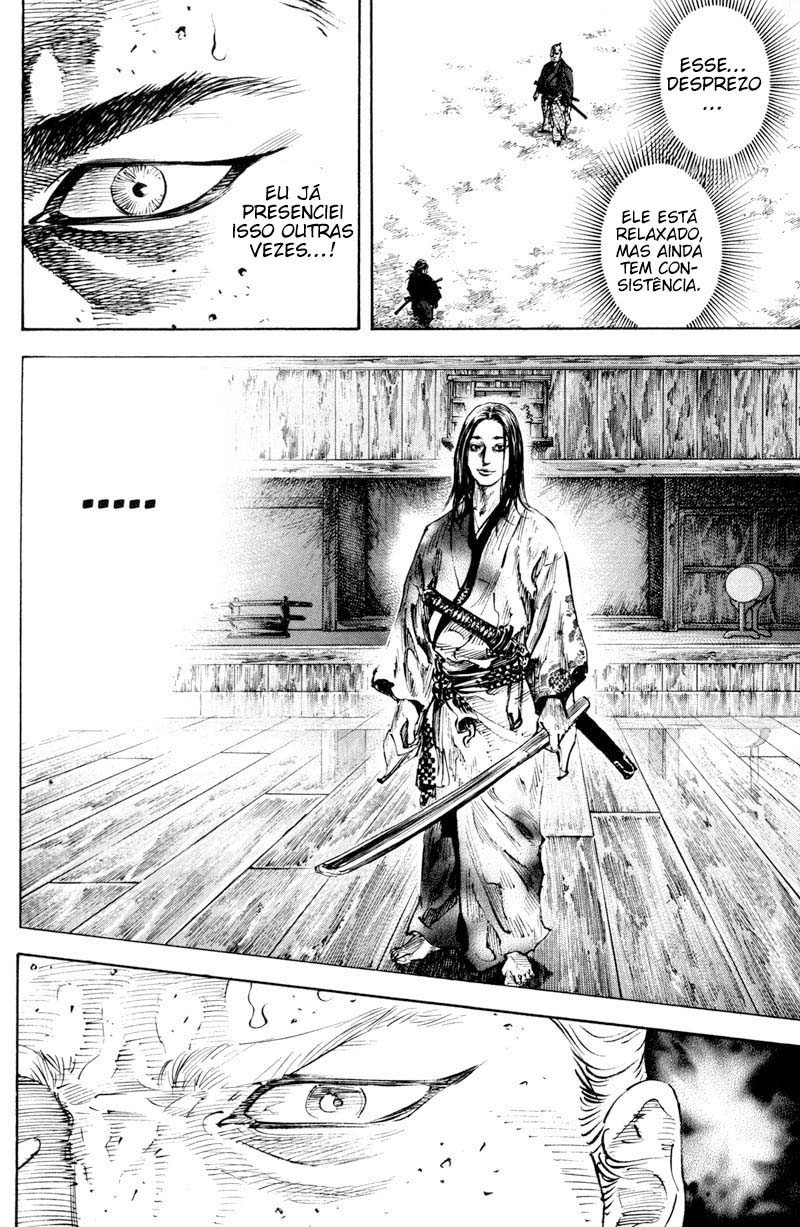 ESSE...
DESPREZO
...
ELE ESTÁ
RELAXADO,
MAS AINDA
TEM CON-
SISTÊNCIA.
EU JÁ
PRESENCIEI
ISSO OUTRAS
VEZES...!
.....